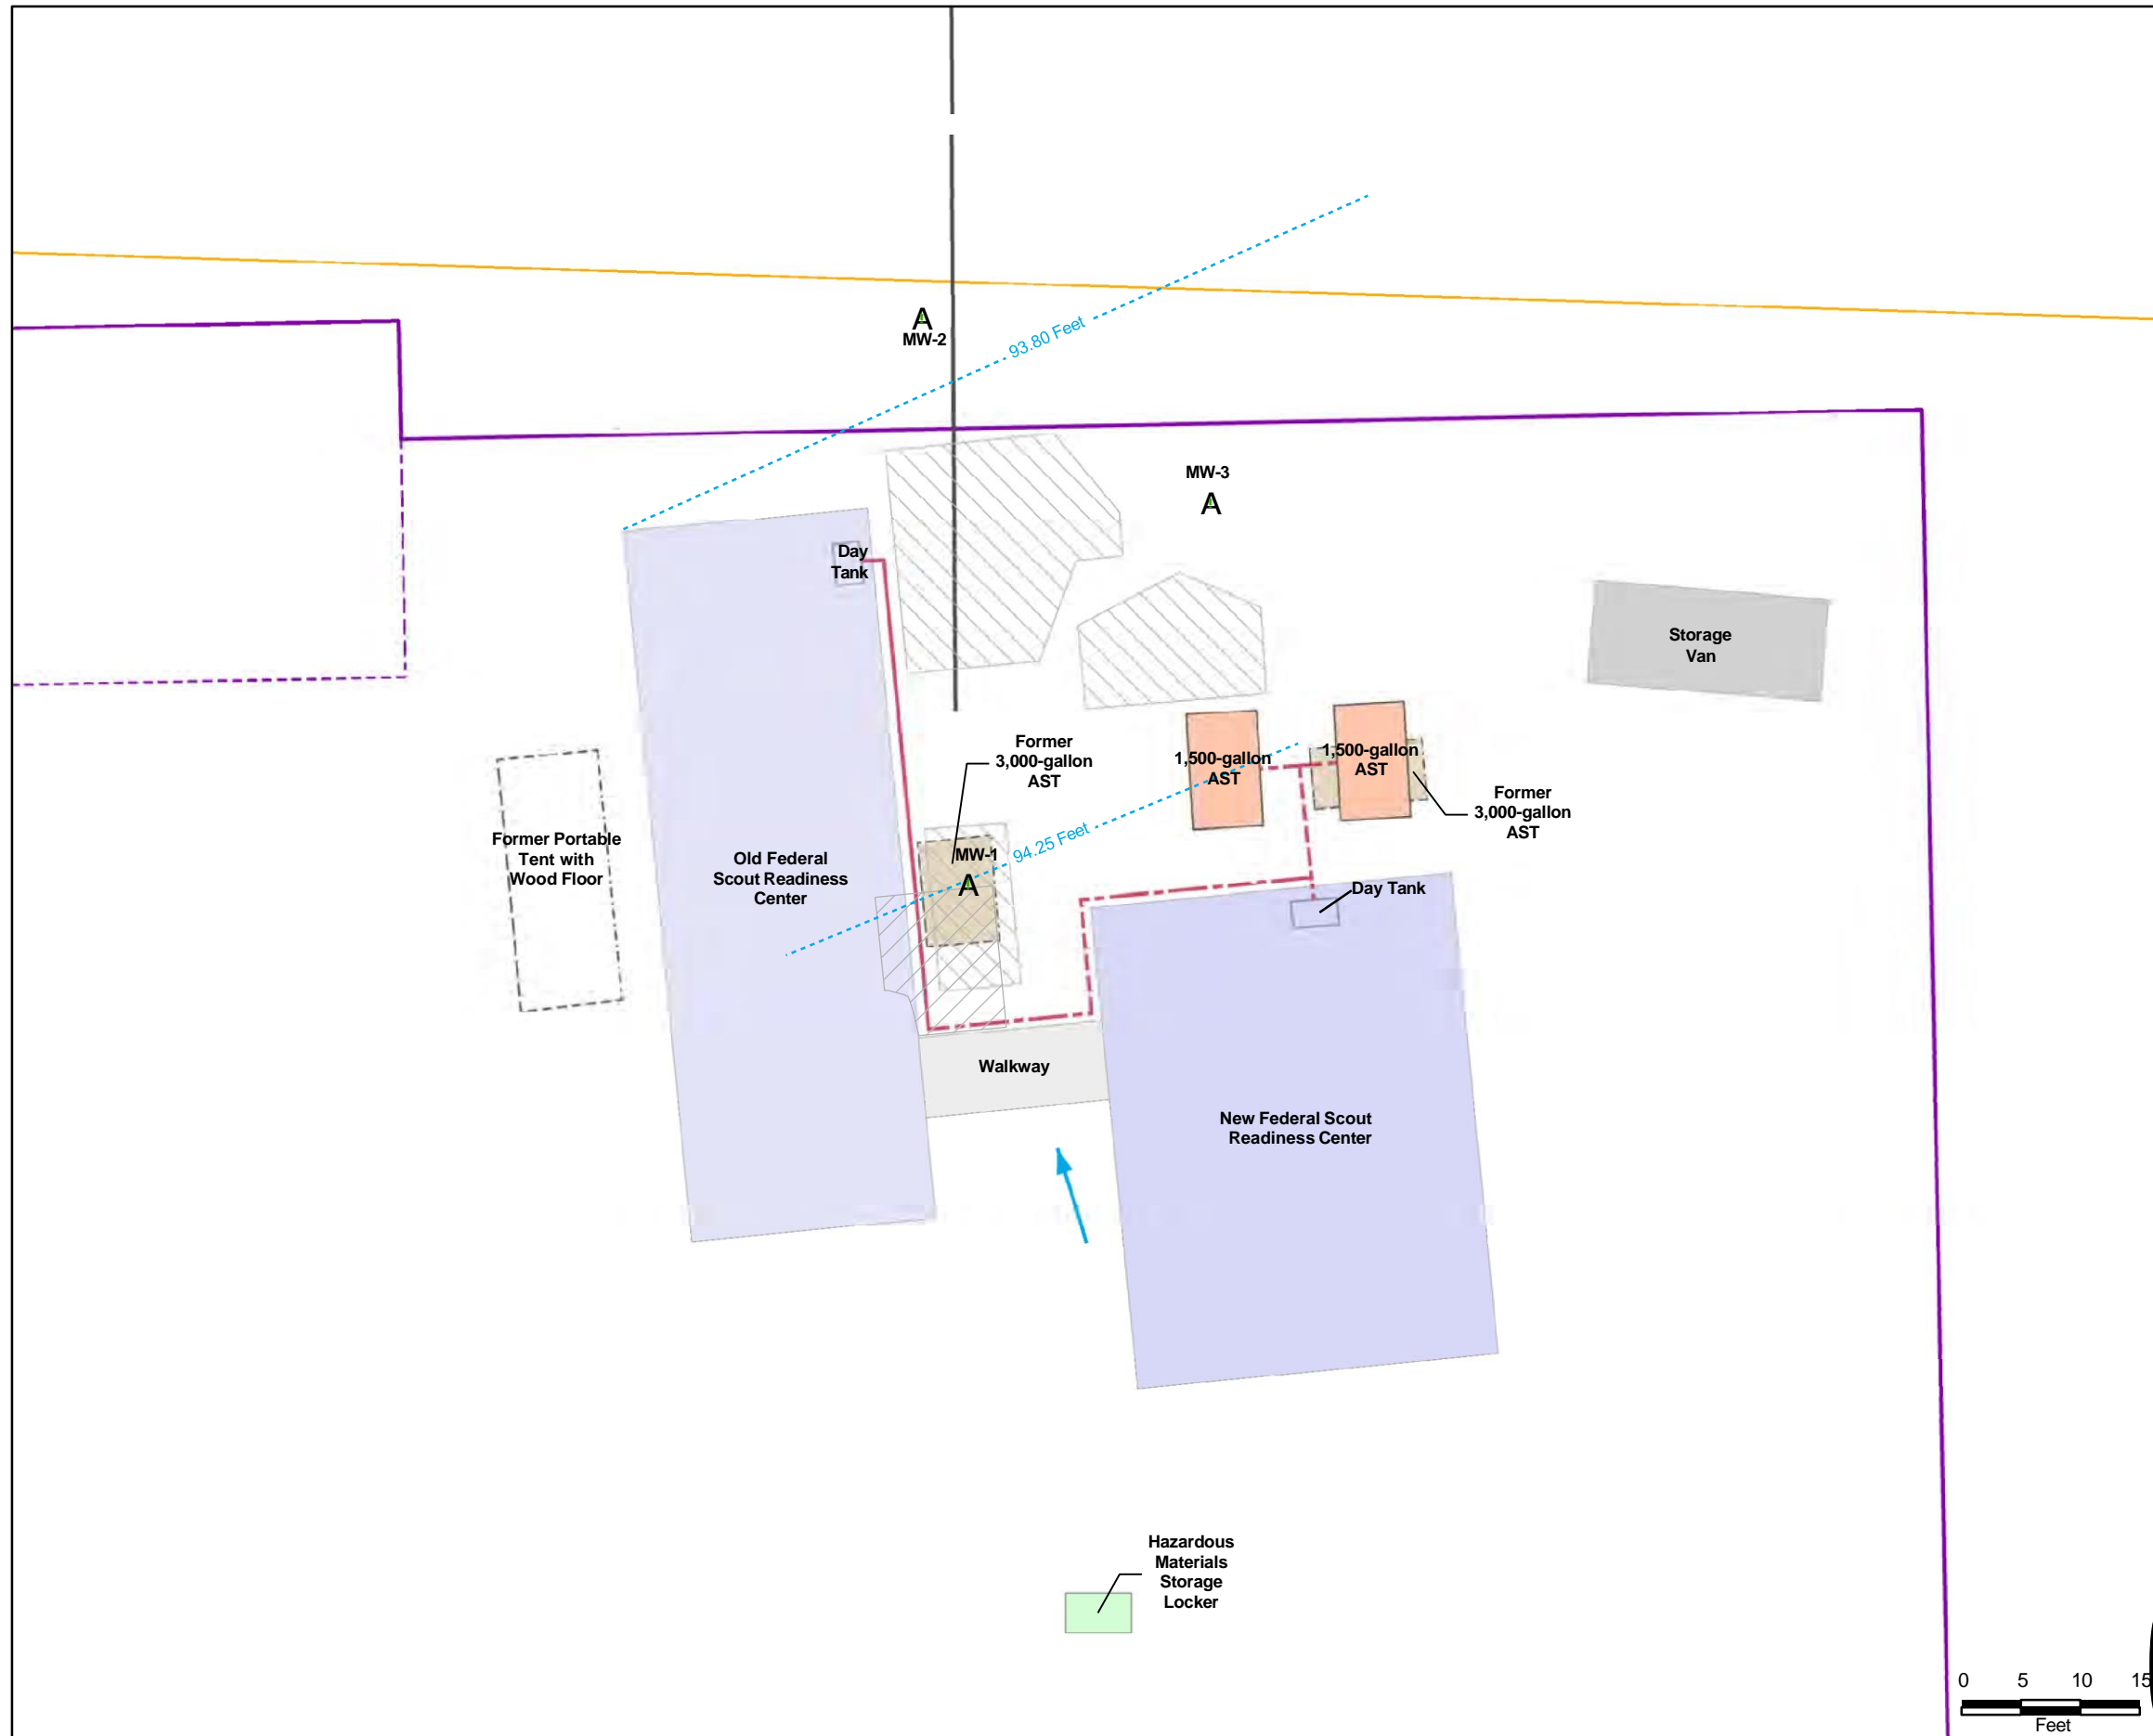 93.80 Feet
A
MW-2
MW-3
A
Day
Tank
Storage
Van
Former
3,000-gallon
AST
1,500-gallon
AST
1,500-gallon
AST
Former
3,000-gallon
AST
Former Portable
Tent with
Wood Floor
Old Federal
Scout Readiness
Center
94.25 Feet
MW-1
A
Day Tank
Walkway
New Federal Scout
Readiness Center
Hazardous
Materials
Storage
Locker
0 5 10 15
Feet